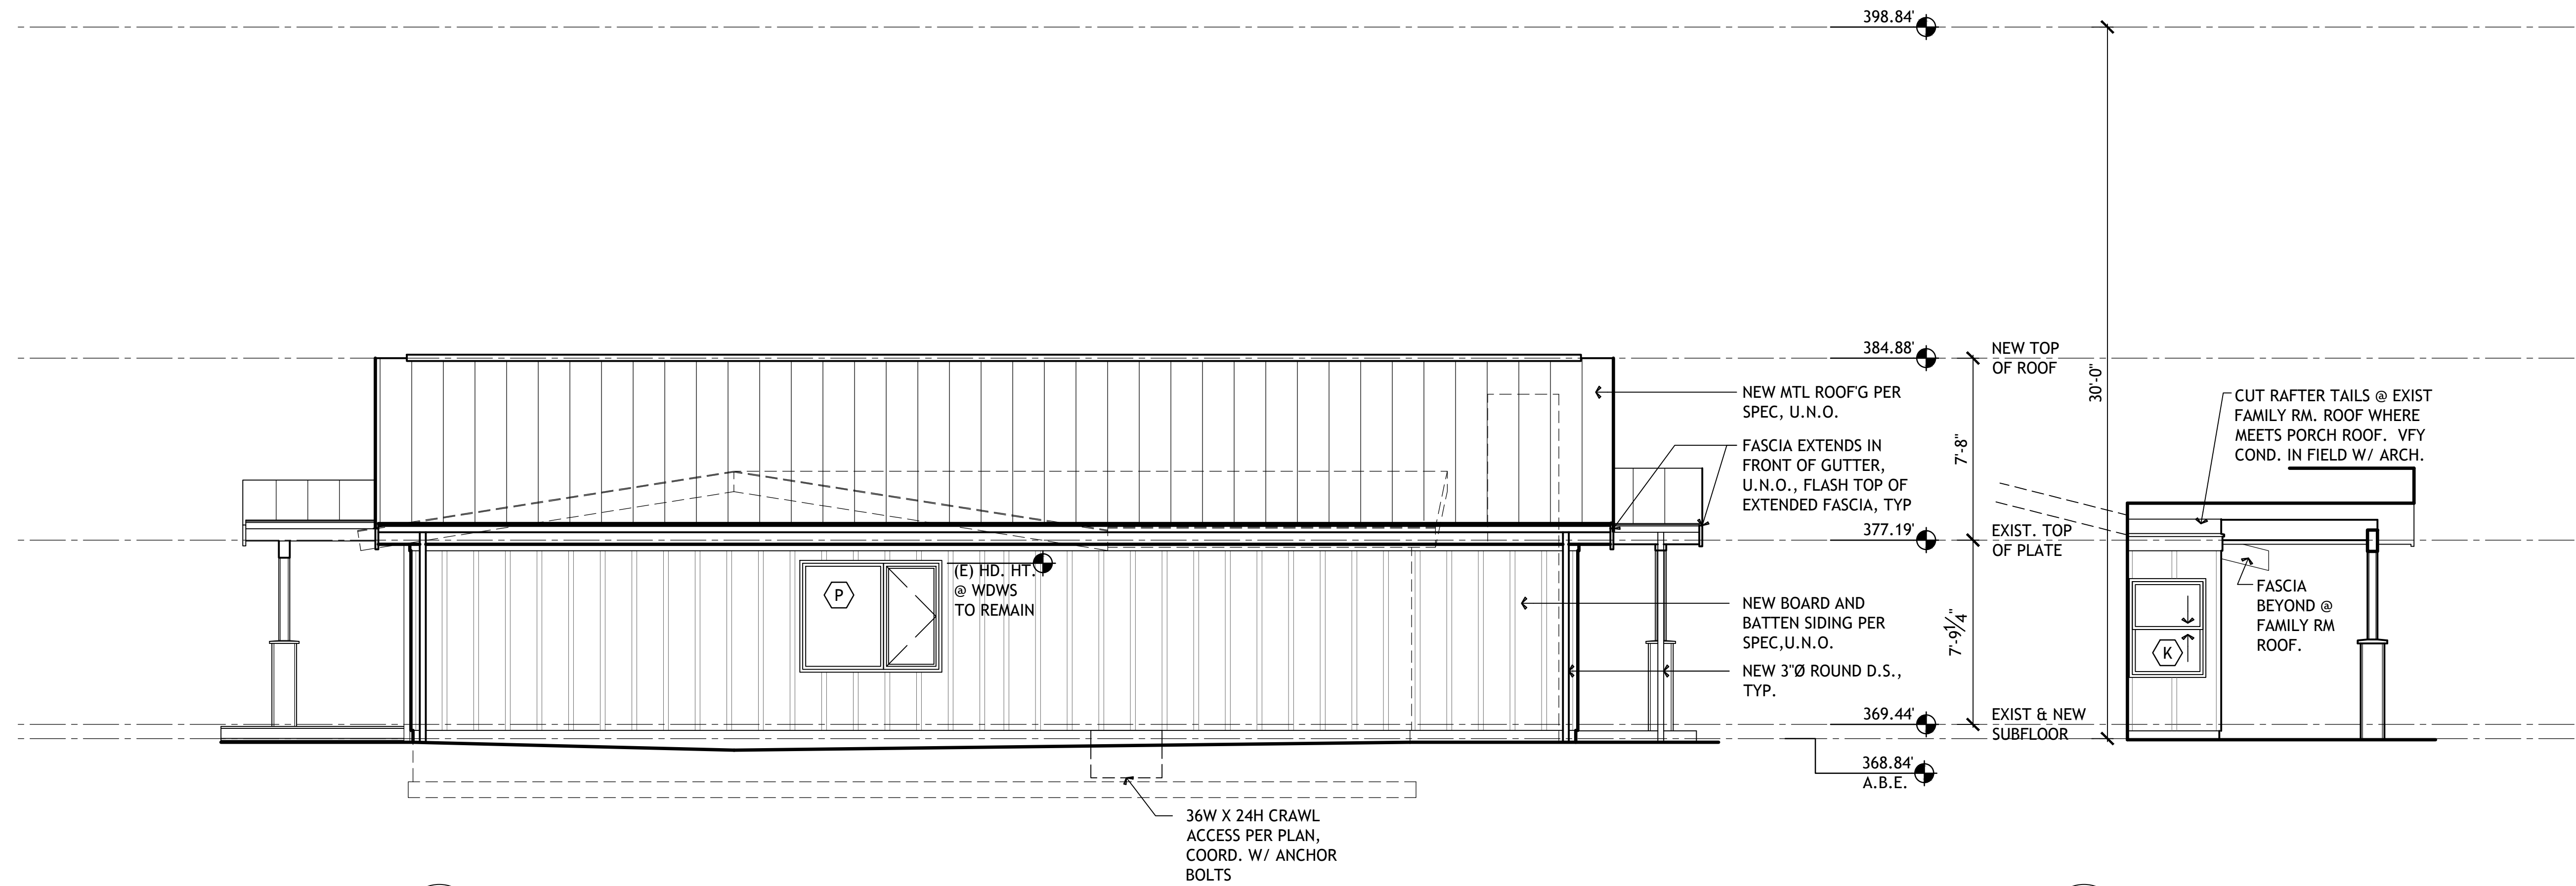 398.84'
384.88'
NEW TOP
OF ROOF
30'-0"
NEW MTL ROOF'G PER
SPEC, U.N.O.
CUT RAFTER TAILS @ EXIST
FAMILY RM. ROOF WHERE
MEETS PORCH ROOF. VFY
COND. IN FIELD W/ ARCH.
7'-8"
FASCIA EXTENDS IN
FRONT OF GUTTER,
U.N.O., FLASH TOP OF
EXTENDED FASCIA, TYP
377.19'
EXIST. TOP
OF PLATE
(E) HD. HT.
@ WDWS
TO REMAIN
P
FASCIA
BEYOND @
FAMILY RM
ROOF.
K
NEW BOARD AND
BATTEN SIDING PER
SPEC,U.N.O.
7'-9¼"
NEW 3"Ø ROUND D.S.,
TYP.
369.44'
EXIST & NEW
SUBFLOOR
368.84'
A.B.E.
36W X 24H CRAWL
ACCESS PER PLAN,
COORD. W/ ANCHOR
BOLTS